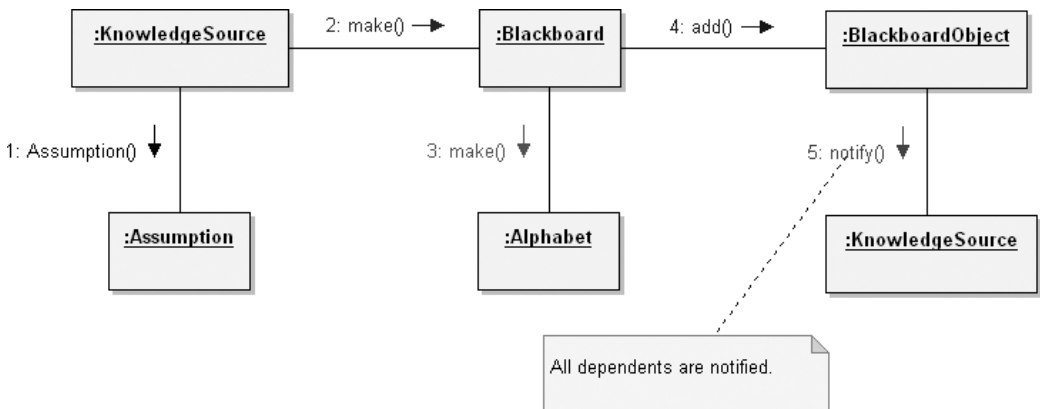 :KnowledgeSource
2: make()
:Blackboard
4: add()
:BlackboardObject
1: Assumption()
3: make()
5: notify()
:Assumption
:Alphabet
:KnowledgeSource
All dependents are notified.